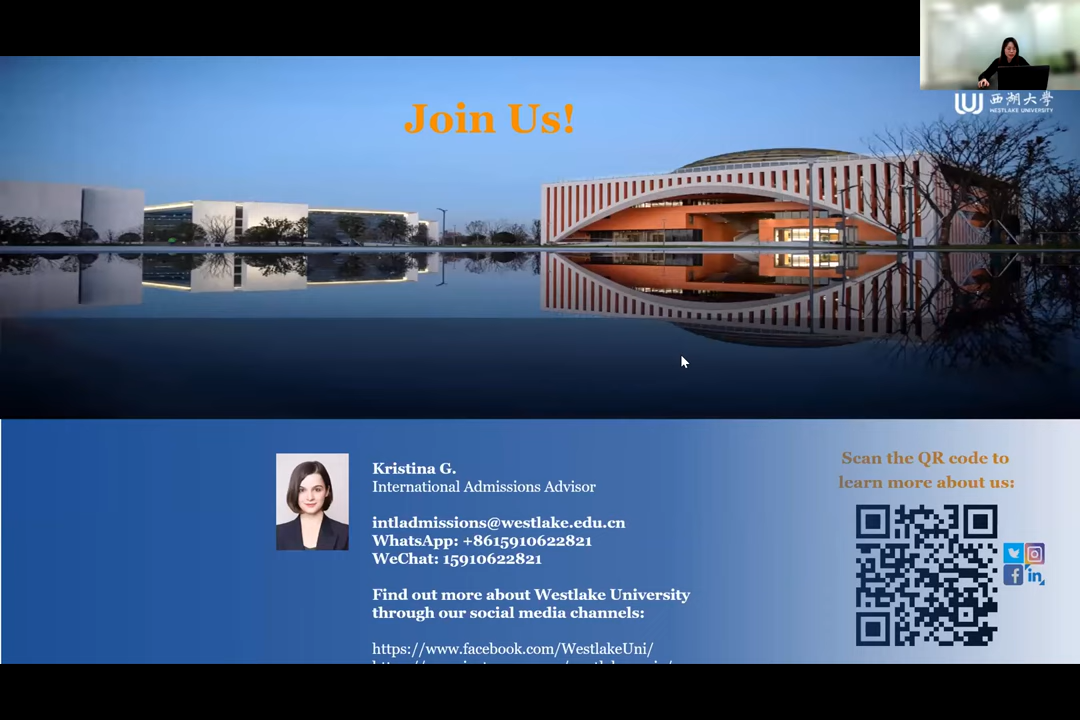 Join Us!
西湖大學
WESTLAKE UNIVERSITY
Kristina G.
International Admissions Advisor
intladmissions@westlake.edu.cn
WhatsApp: +8615910622821
WeChat: 15910622821
Find out more about Westlake University
through our social media channels:
https://www.facebook.com/WestlakeUni/
Scan the QR code to
learn more about us: